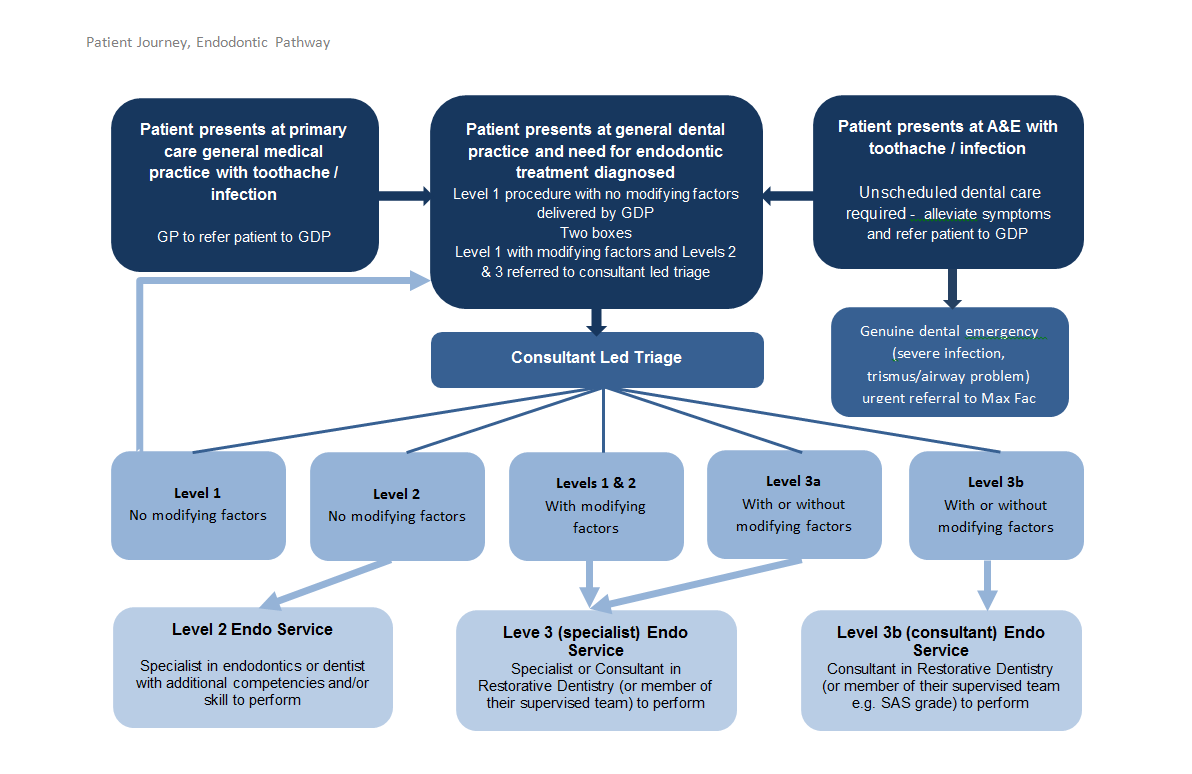 Patient Journey, Endodontic Pathway
Patient presents at primary
care general medical
practice with toothache /
infection
GP to refer patient to GDP
Patient presents at general dental
practice and need for endodontic
treatment diagnosed
Level 1 procedure with no modifying factors
delivered by GDP
Two boxes
Level 1 with modifying factors and Levels 2
& 3 referred to consultant led triage
Patient presents at A&E with
toothache / infection
Unscheduled dental care
required - alleviate symptoms
and refer patient to GDP
Genuine dental emergency
(severe infection,
trismus/airway problem)
urgent referral to Max Fac
Consultant Led Triage
Level 1
No modifying factors
Level 2
No modifying factors
Levels 1 & 2
With modifying
factors
Level 3a
With or without
modifying factors
Level 3b
With or without
modifying factors
Level 2 Endo Service
Specialist in endodontics or dentist
with additional competencies and/or
skill to perform
Leve 3 (specialist) Endo
Service
Specialist or Consultant in
Restorative Dentistry (or member of
their supervised team) to perform
Level 3b (consultant) Endo
Service
Consultant in Restorative Dentistry
(or member of their supervised team
e.g. SAS grade) to perform